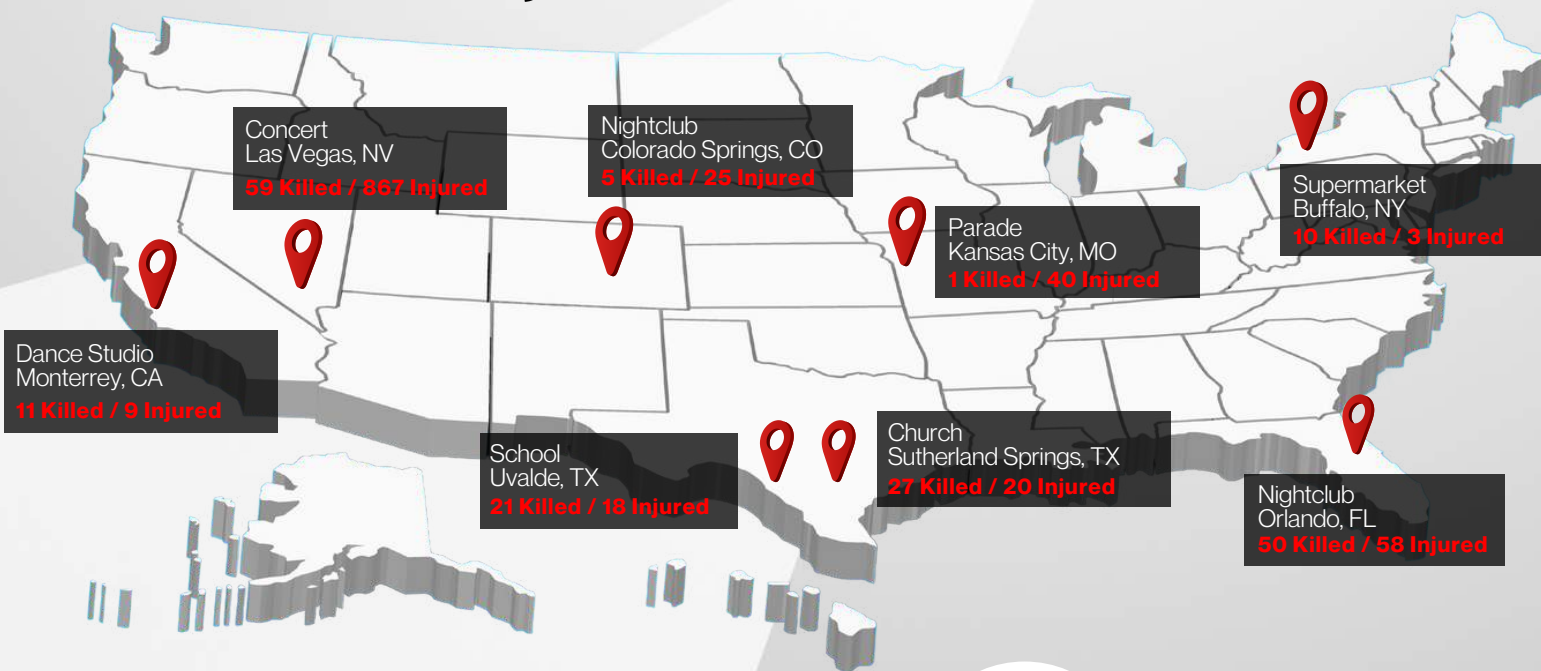 Concert
Las Vegas, NV
59 Killed / 867 Injured
Nightclub
Colorado Springs, CO
5 Killed / 25 Injured
Parade
Kansas City, MO
1 Killed / 40 Injured
Supermarket
Buffalo, NY
10 Killed / 3 Injured
Dance Studio
Monterrey, CA
11 Killed / 9 Injured
School
Uvalde, TX
21 Killed / 18 Injured
Church
Sutherland Springs, TX
27 Killed / 20 Injured
Nightclub
Orlando, FL
50 Killed / 58 Injured